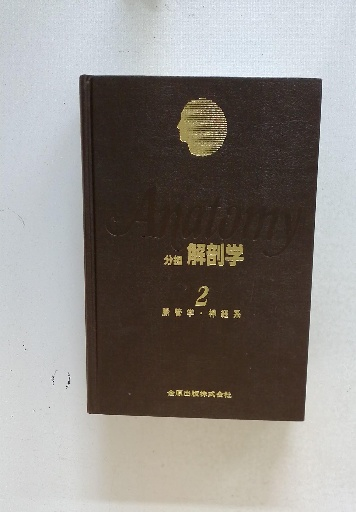 Anatomy
分担 解剖学
2
脈管学・神経系
金原出版株式会社